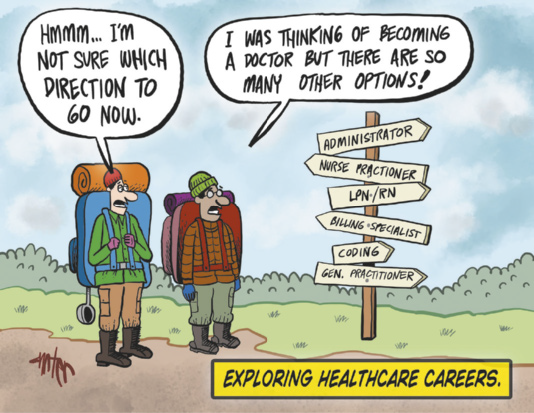 HMMM... I'M
NOT SURE WHICH
DIRECTION TO
GO NOW.
I WAS THINKING OF BECOMING
A DOCTOR BUT THERE ARE SO
MANY OTHER OPTIONS!
ADMINISTRATOR
NURSE PRACTIONER
LPN/RN
BILLING SPECIALIST
CODING
GEN. PRACTITIONER
EXPLORING HEALTHCARE CAREERS.